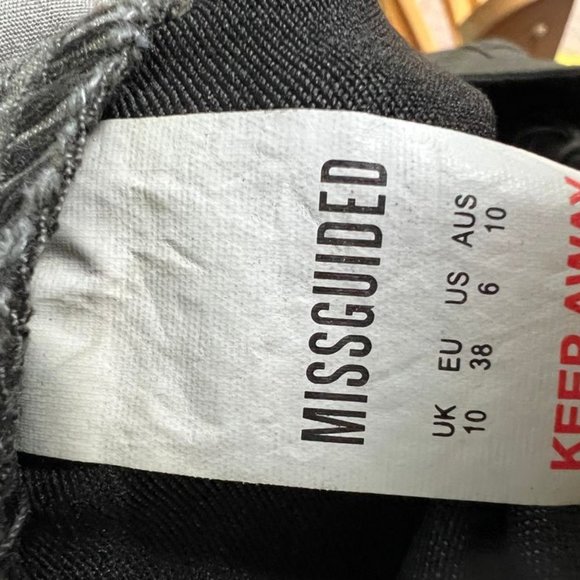 MISSGUIDED
UK EU US AUS
10 38 6 10
KEEP AWAY